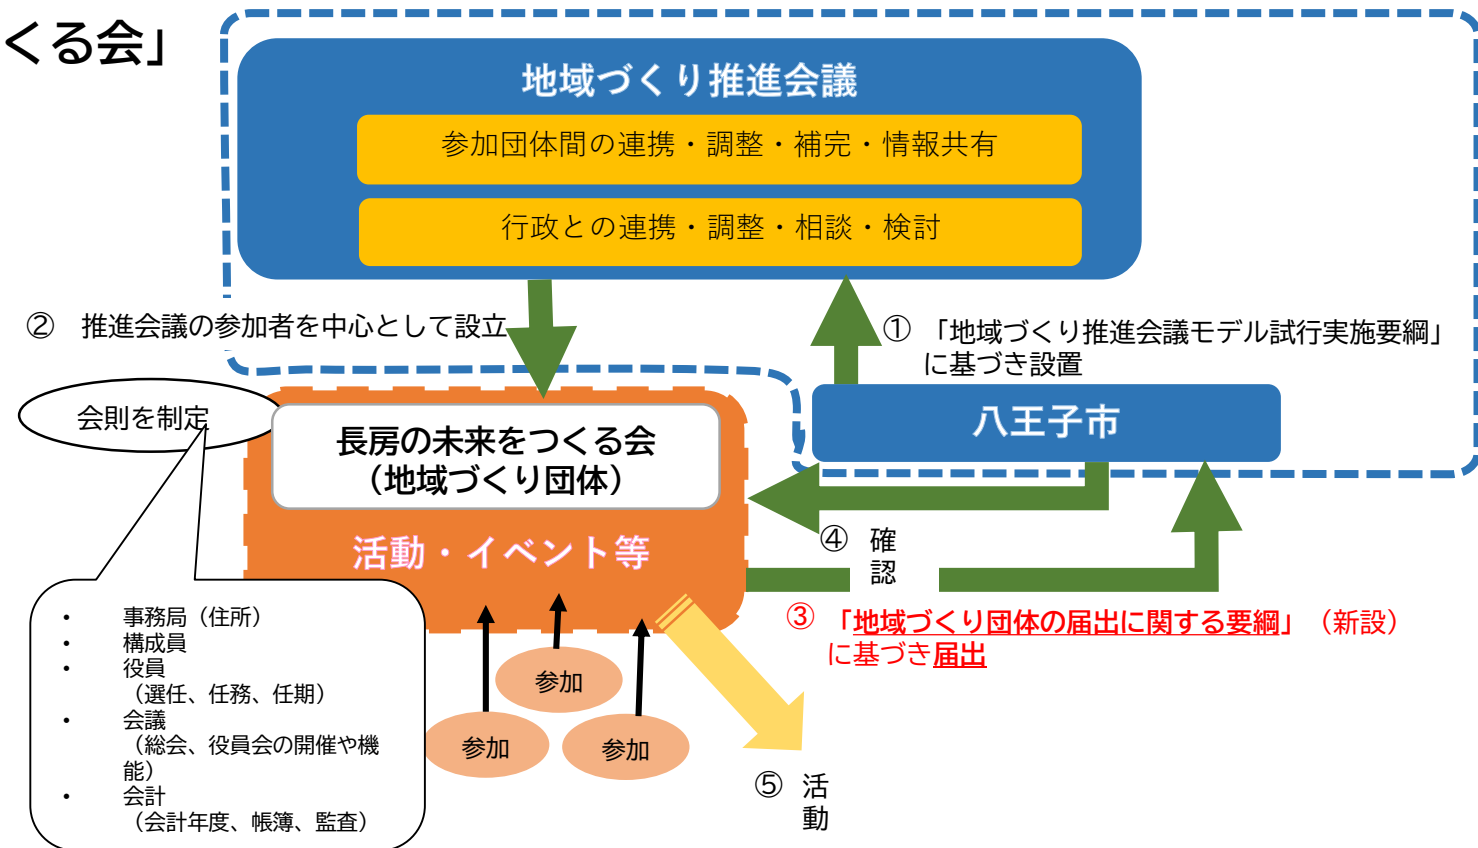 くる会」
地域づくり推進会議
参加団体間の連携・調整・補完・情報共有
行政との連携・調整・相談・検討
② 推進会議の参加者を中心として設立
① 「地域づくり推進会議モデル試行実施要綱」
に基づき設置
会則を制定
八王子市
長房の未来をつくる会
（地域づくり団体）
活動・イベント等
④ 確
認
③ 「地域づくり団体の届出に関する要綱」（新設）
に基づき届出
• 事務局（住所）
• 構成員
• 役員
（選任、任務、任期）
• 会議
（総会、役員会の開催や機
能）
• 会計
（会計年度、帳簿、監査）
参加
参加
参加
⑤ 活
動